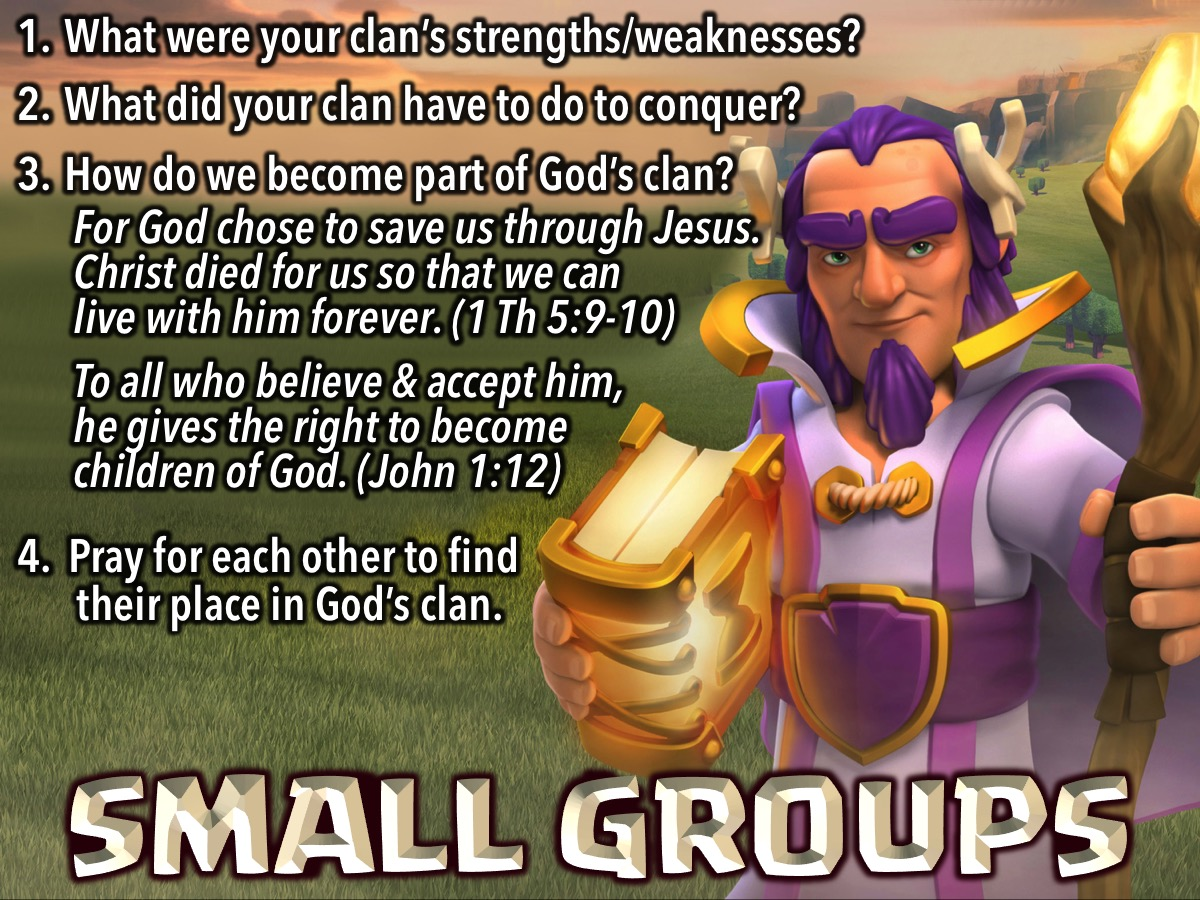 1. What were your clan's strengths/weaknesses?
2. What did your clan have to do to conquer?
3. How do we become part of God's clan?
For God chose to save us through Jesus.
Christ died for us so that we can
live with him forever. (1 Th 5:9-10)
To all who believe & accept him,
he gives the right to become
children of God. (John 1:12)
4. Pray for each other to find
their place in God's clan.
SMALL GROUPS